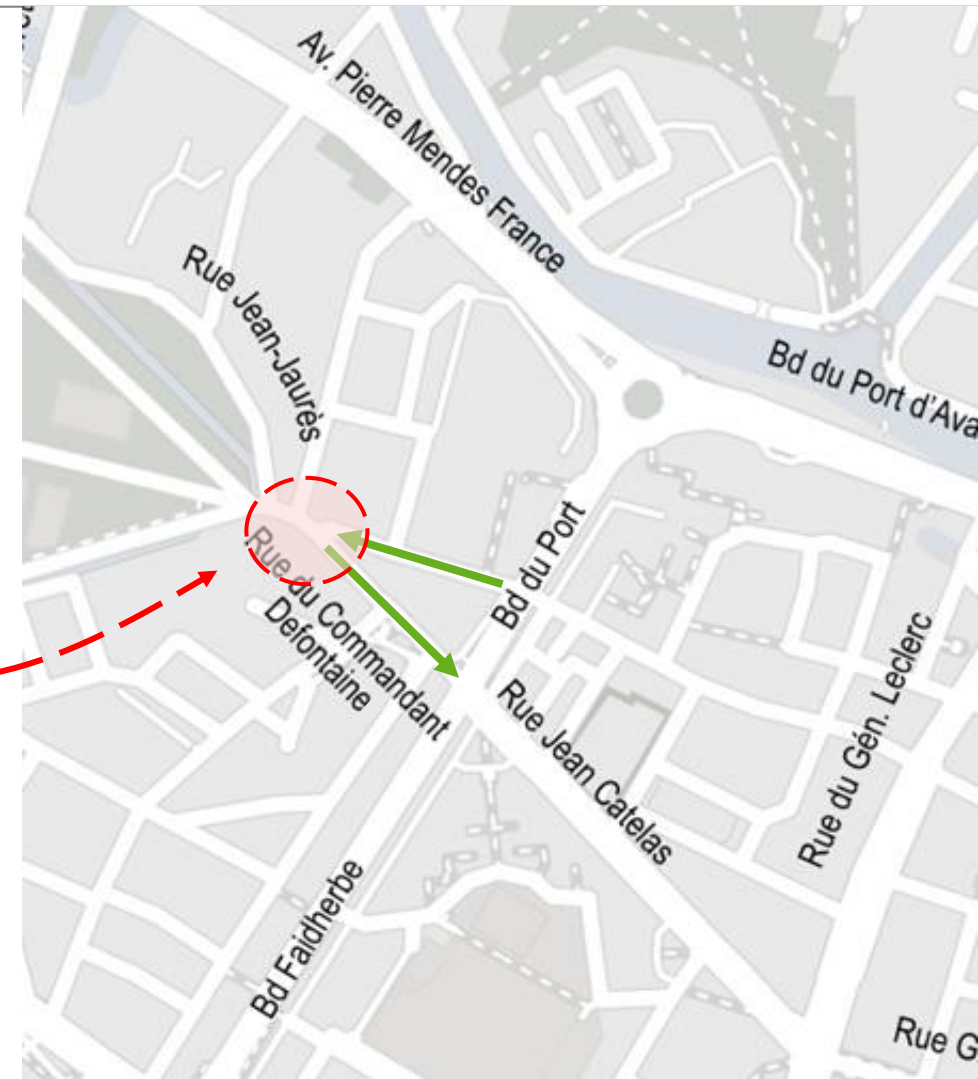 Av. Pierre Mendes France
Rue Jean-Jaurès
Bd du Port d'Ava
Bd du Port
Rue du Commandant
Defontaine
Rue Jean Catelas
Rue du Gén. Leclerc
Bd Faidherbe
Rue G